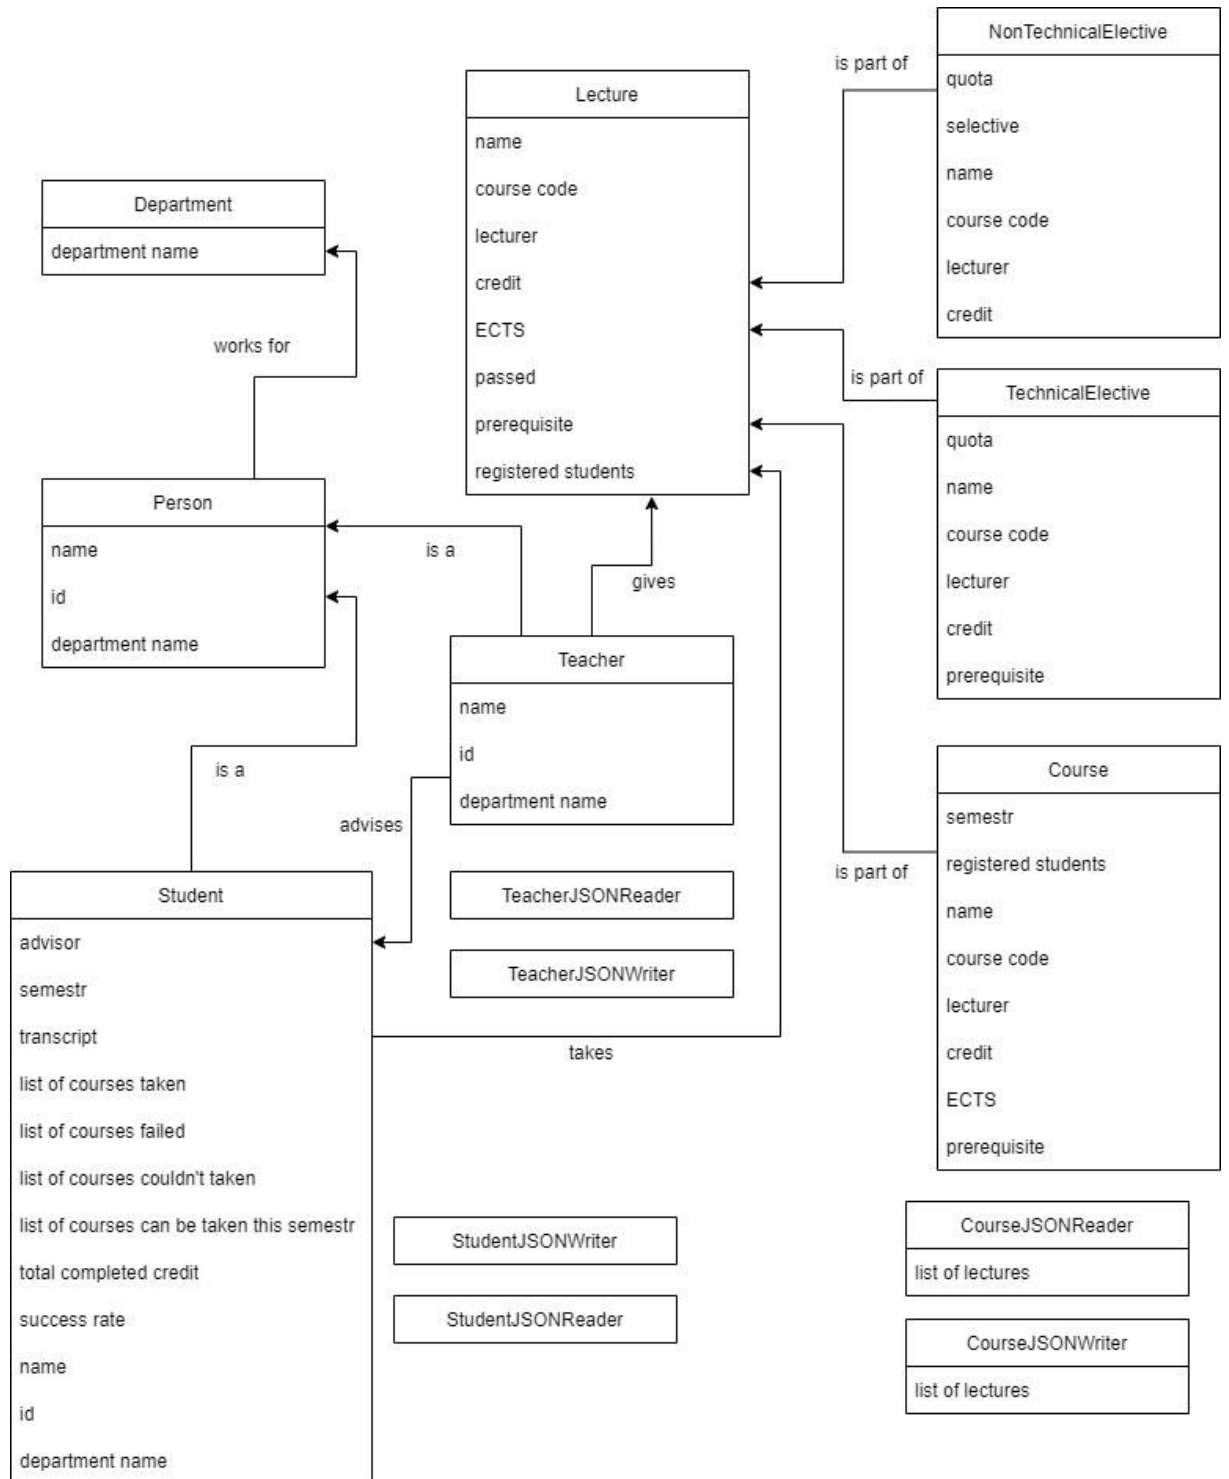 NonTechnicalElective
quota
selective
name
course code
lecturer
credit
is part of
Lecture
name
course code
lecturer
credit
ECTS
passed
prerequisite
registered students
Department
department name
works for
is part of
TechnicalElective
quota
name
course code
lecturer
credit
prerequisite
Person
name
id
department name
is a
gives
Teacher
name
id
department name
is a
advises
Course
semestr
registered students
name
course code
lecturer
credit
ECTS
prerequisite
is part of
Student
advisor
semestr
transcript
list of courses taken
list of courses failed
list of courses couldn't taken
list of courses can be taken this semestr
total completed credit
success rate
name
id
department name
TeacherJSONReader
TeacherJSONWriter
takes
StudentJSONWriter
StudentJSONReader
CourseJSONReader
list of lectures
CourseJSONWriter
list of lectures